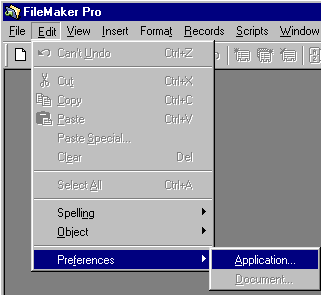 FileMaker Pro
File Edit View Insert Format Records Scripts Window
Can't Undo Ctrl+Z
Cut Ctrl+X
Copy Ctrl+C
Paste Ctrl+V
Paste Special...
Clear Del
Select All Ctrl+A
Spelling
Object
Preferences
Application...
Document...